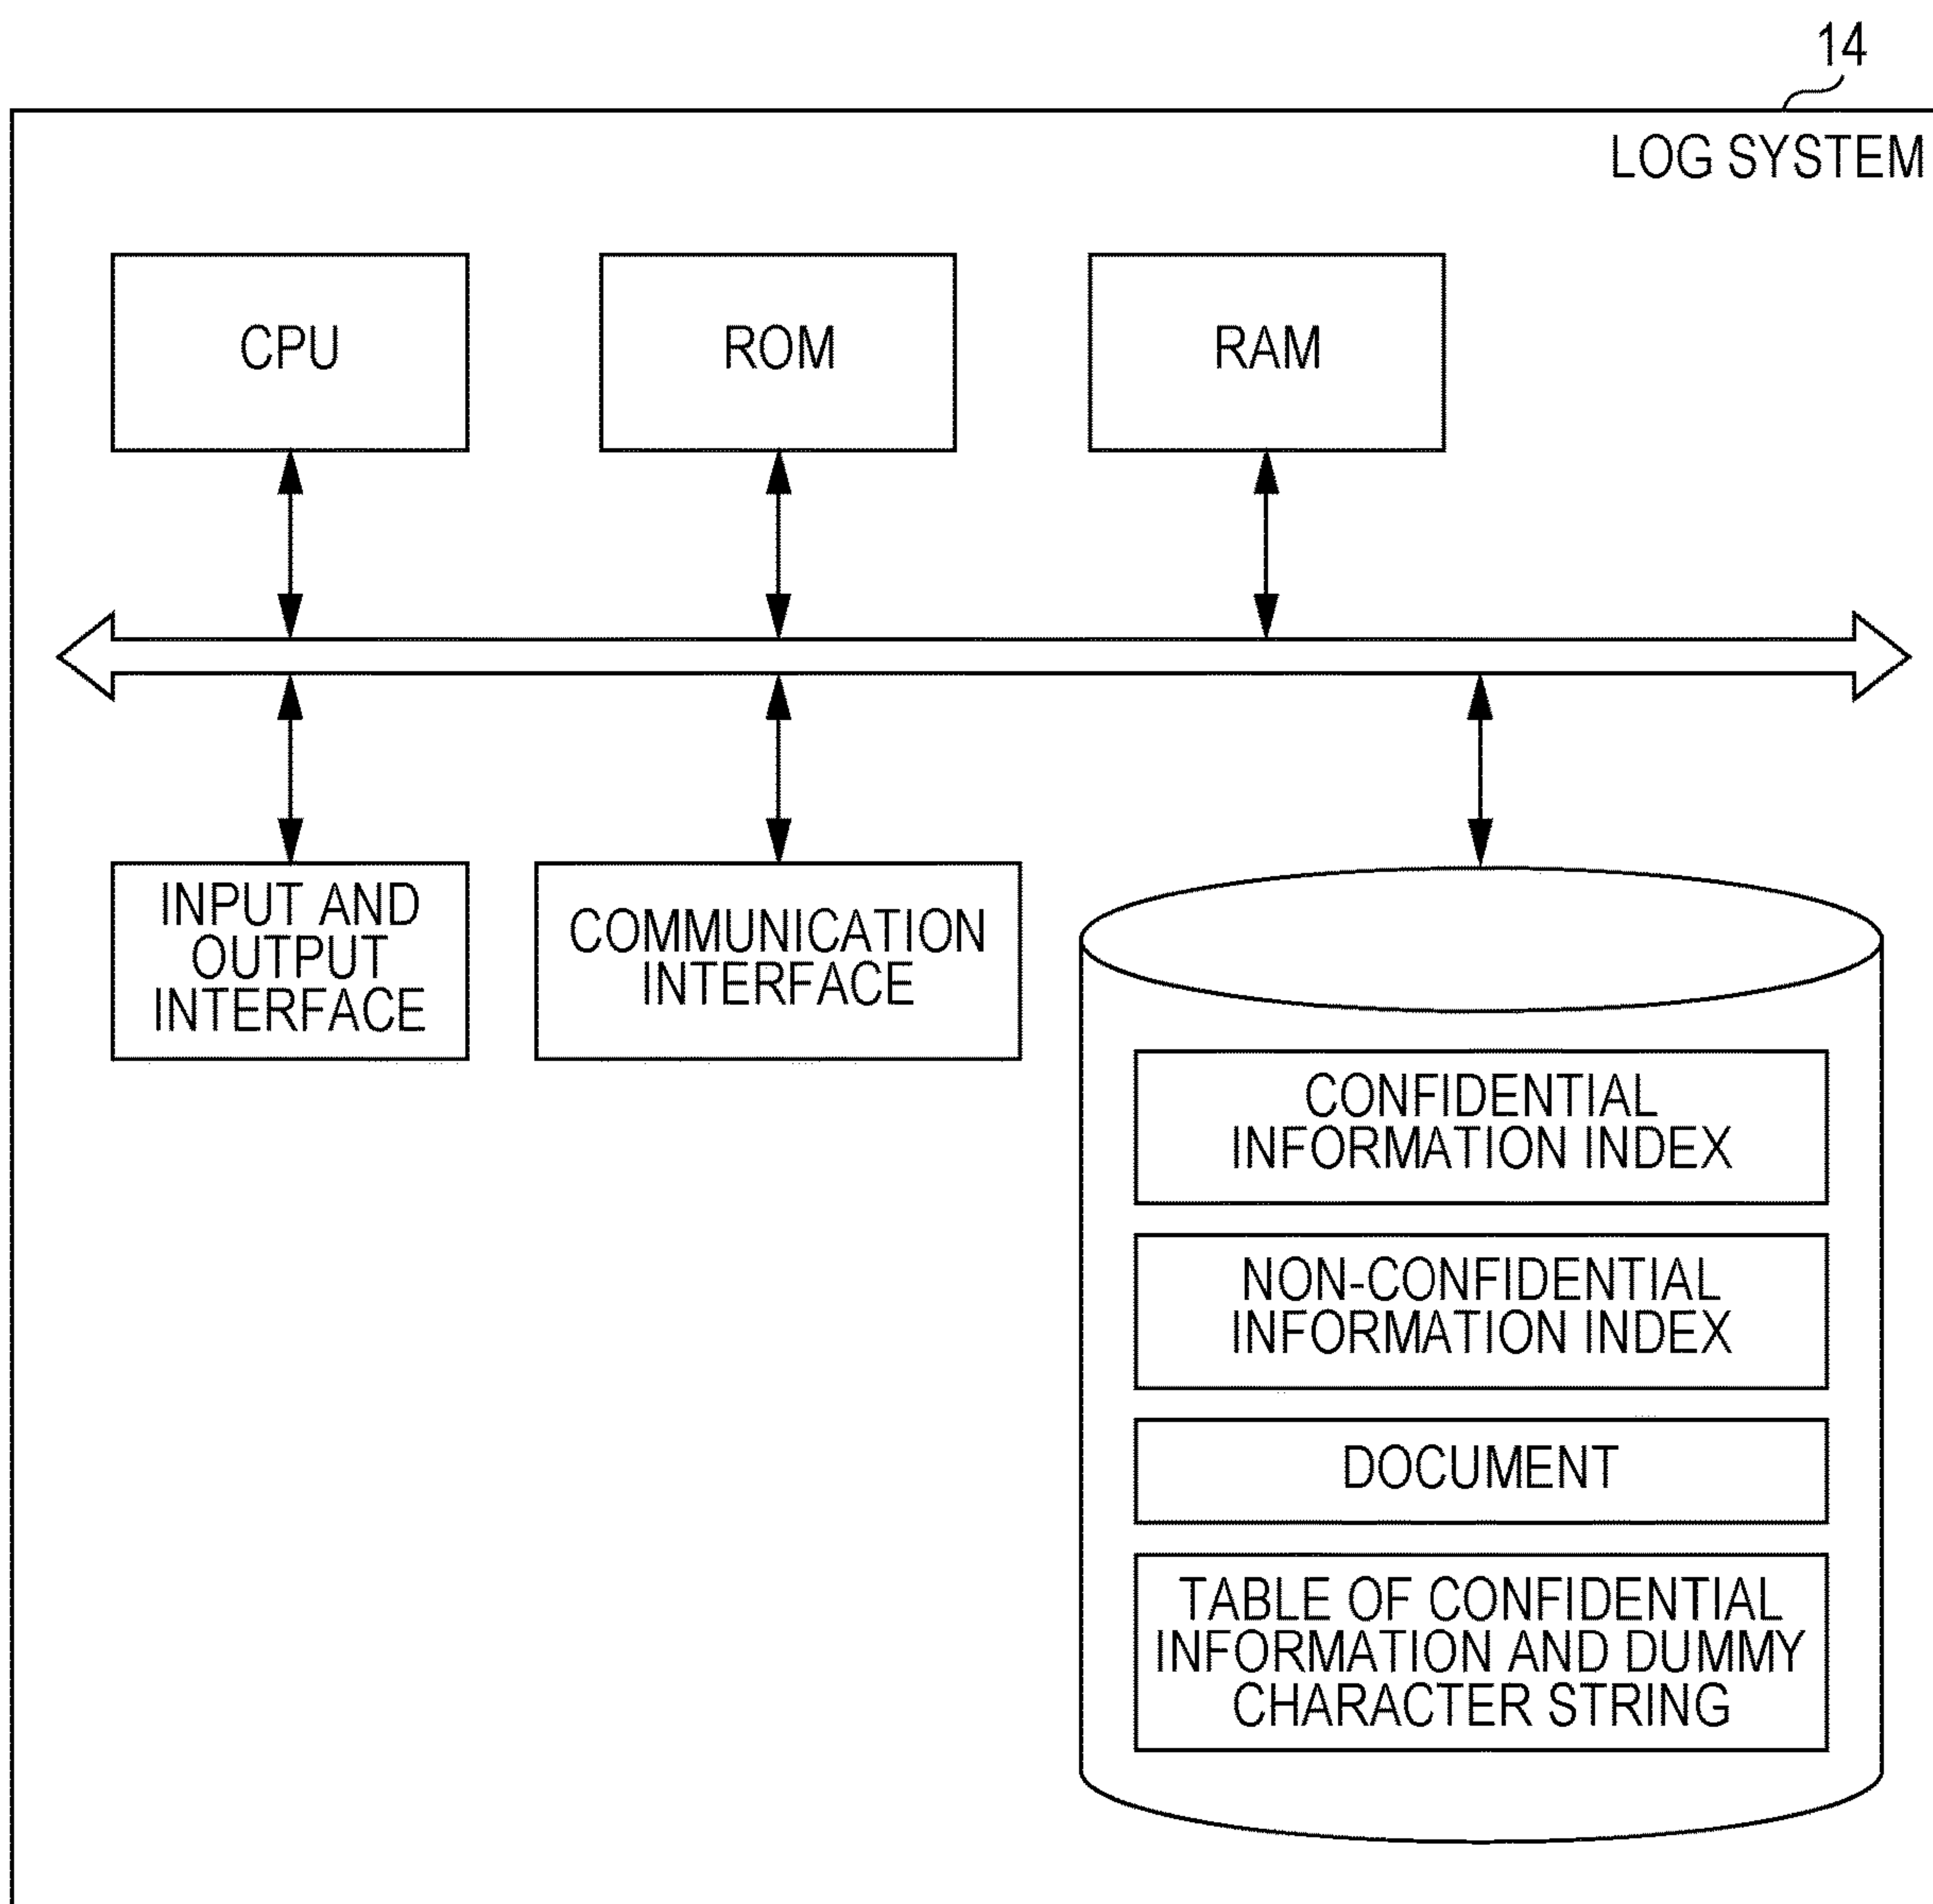 14
LOG SYSTEM
CPU
ROM
RAM
INPUT AND
OUTPUT
INTERFACE
COMMUNICATION
INTERFACE
CONFIDENTIAL
INFORMATION INDEX
NON-CONFIDENTIAL
INFORMATION INDEX
DOCUMENT
TABLE OF CONFIDENTIAL
INFORMATION AND DUMMY
CHARACTER STRING